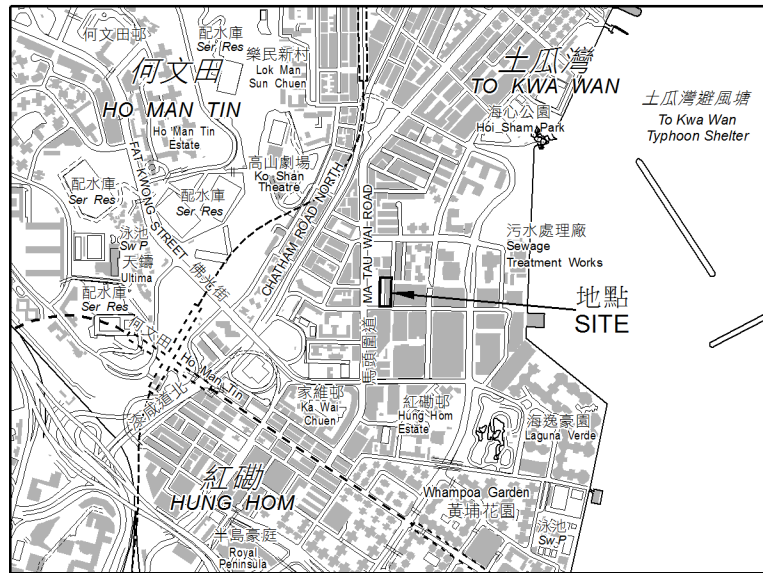 何文田邨
配水庫
Ser Res
何文田
HO MAN TIN
Ho Man Tin
Estate
樂民新村
Lok Man
Sun Chuen
土瓜灣
TO KWA WAN
海心公園
Hoi Sham Park
土瓜灣避風塘
To Kwa Wan
Typhoon Shelter
高山劇場
Ko Shan
Theatre
配水庫
Ser Res
配水庫
Ser Res
FAT KWONG STREET
佛光街
CHATHAM ROAD NORTH
MA TAU WAI ROAD
馬頭圍道
泳池
Sw P
天鑄
Ultima
配水庫
Ser Res
污水處理廠
Sewage
Treatment Works
地點
SITE
何文田
Ho Man Tin
漆咸道北
家維邨
Ka Wai
Chuen
紅磡邨
Hung Hom
Estate
海逸豪園
Laguna Verde
紅磡
HUNG HOM
Whampoa Garden
黃埔花園
泳池
Sw P
半島豪庭
Royal
Peninsula